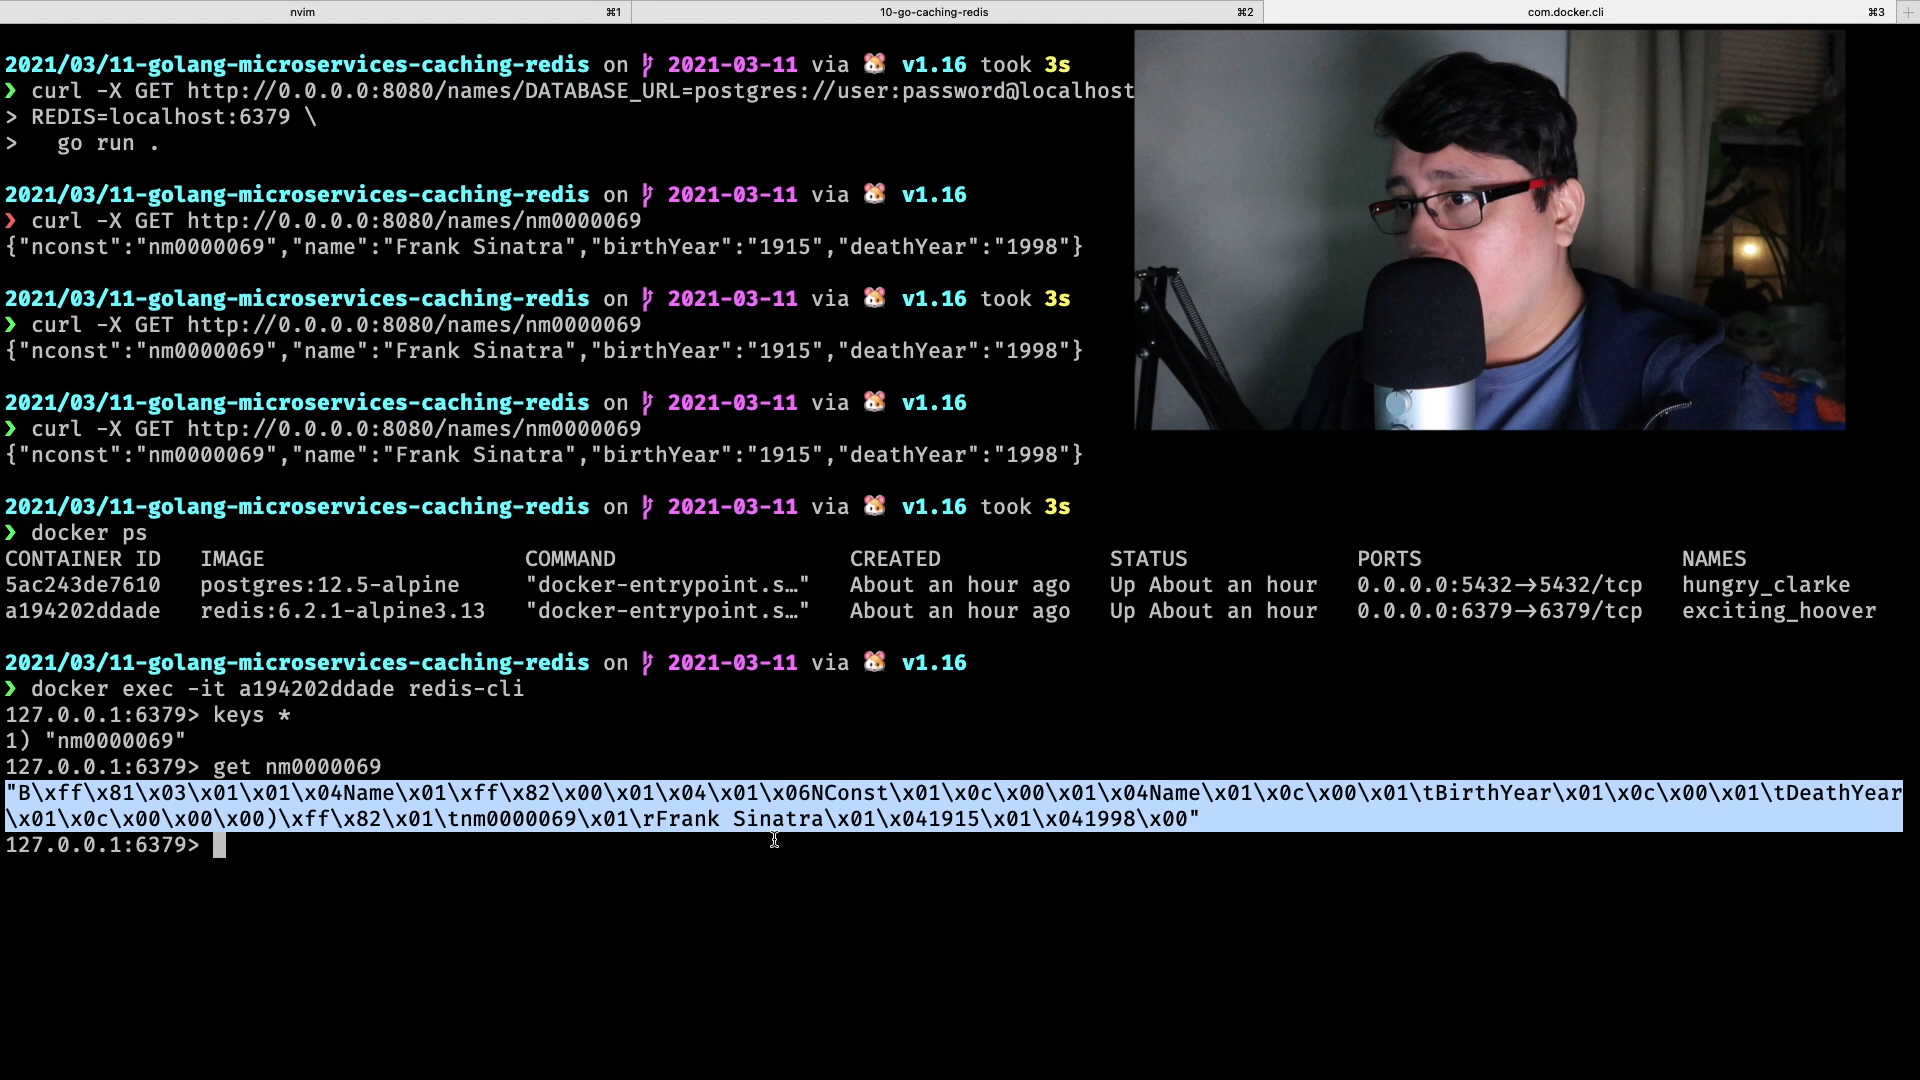 nvim ⌘1 10-go-caching-redis ⌘2 com.docker.cli ⌘3 +
2021/03/11-golang-microservices-caching-redis on 2021-03-11 via 🐹 v1.16 took 3s
❯ curl -X GET http://0.0.0.0:8080/names/DATABASE_URL=postgres://user:password@localhost
> REDIS=localhost:6379 \
>   go run .
2021/03/11-golang-microservices-caching-redis on 2021-03-11 via 🐹 v1.16
❯ curl -X GET http://0.0.0.0:8080/names/nm0000069
{"nconst":"nm0000069","name":"Frank Sinatra","birthYear":"1915","deathYear":"1998"}
2021/03/11-golang-microservices-caching-redis on 2021-03-11 via 🐹 v1.16 took 3s
❯ curl -X GET http://0.0.0.0:8080/names/nm0000069
{"nconst":"nm0000069","name":"Frank Sinatra","birthYear":"1915","deathYear":"1998"}
2021/03/11-golang-microservices-caching-redis on 2021-03-11 via 🐹 v1.16
❯ curl -X GET http://0.0.0.0:8080/names/nm0000069
{"nconst":"nm0000069","name":"Frank Sinatra","birthYear":"1915","deathYear":"1998"}
2021/03/11-golang-microservices-caching-redis on 2021-03-11 via 🐹 v1.16 took 3s
❯ docker ps
CONTAINER ID   IMAGE                    COMMAND                  CREATED             STATUS             PORTS                    NAMES
5ac243de7610   postgres:12.5-alpine     "docker-entrypoint.s…"   About an hour ago   Up About an hour   0.0.0.0:5432->5432/tcp   hungry_clarke
a194202ddade   redis:6.2.1-alpine3.13   "docker-entrypoint.s…"   About an hour ago   Up About an hour   0.0.0.0:6379->6379/tcp   exciting_hoover
2021/03/11-golang-microservices-caching-redis on 2021-03-11 via 🐹 v1.16
❯ docker exec -it a194202ddade redis-cli
127.0.0.1:6379> keys *
1) "nm0000069"
127.0.0.1:6379> get nm0000069
"B\xff\x81\x03\x01\x01\x04Name\x01\xff\x82\x00\x01\x04\x01\x06NConst\x01\x0c\x00\x01\x04Name\x01\x0c\x00\x01\tBirthYear\x01\x0c\x00\x01\tDeathYear
\x01\x0c\x00\x00\x00)\xff\x82\x01\tnm0000069\x01\rFrank Sinatra\x01\x041915\x01\x041998\x00"
127.0.0.1:6379>